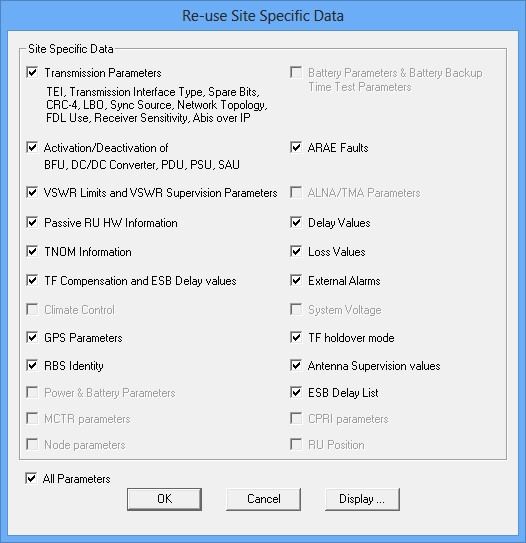 Re-use Site Specific Data
Site Specific Data
Transmission Parameters
TEI, Transmission Interface Type, Spare Bits,
CRC-4, LBO, Sync Source, Network Topology,
FDL Use, Receiver Sensitivity, Abis over IP
Battery Parameters & Battery Backup
Time Test Parameters
Activation/Deactivation of
BFU, DC/DC Converter, PDU, PSU, SAU
ARAE Faults
VSWR Limits and VSWR Supervision Parameters
ALNA/TMA Parameters
Passive RU HW Information
Delay Values
TNOM Information
Loss Values
TF Compensation and ESB Delay values
External Alarms
Climate Control
System Voltage
GPS Parameters
TF holdover mode
RBS Identity
Antenna Supervision values
Power & Battery Parameters
ESB Delay List
MCTR parameters
CPRI parameters
Node parameters
RU Position
All Parameters
OK
Cancel
Display ...